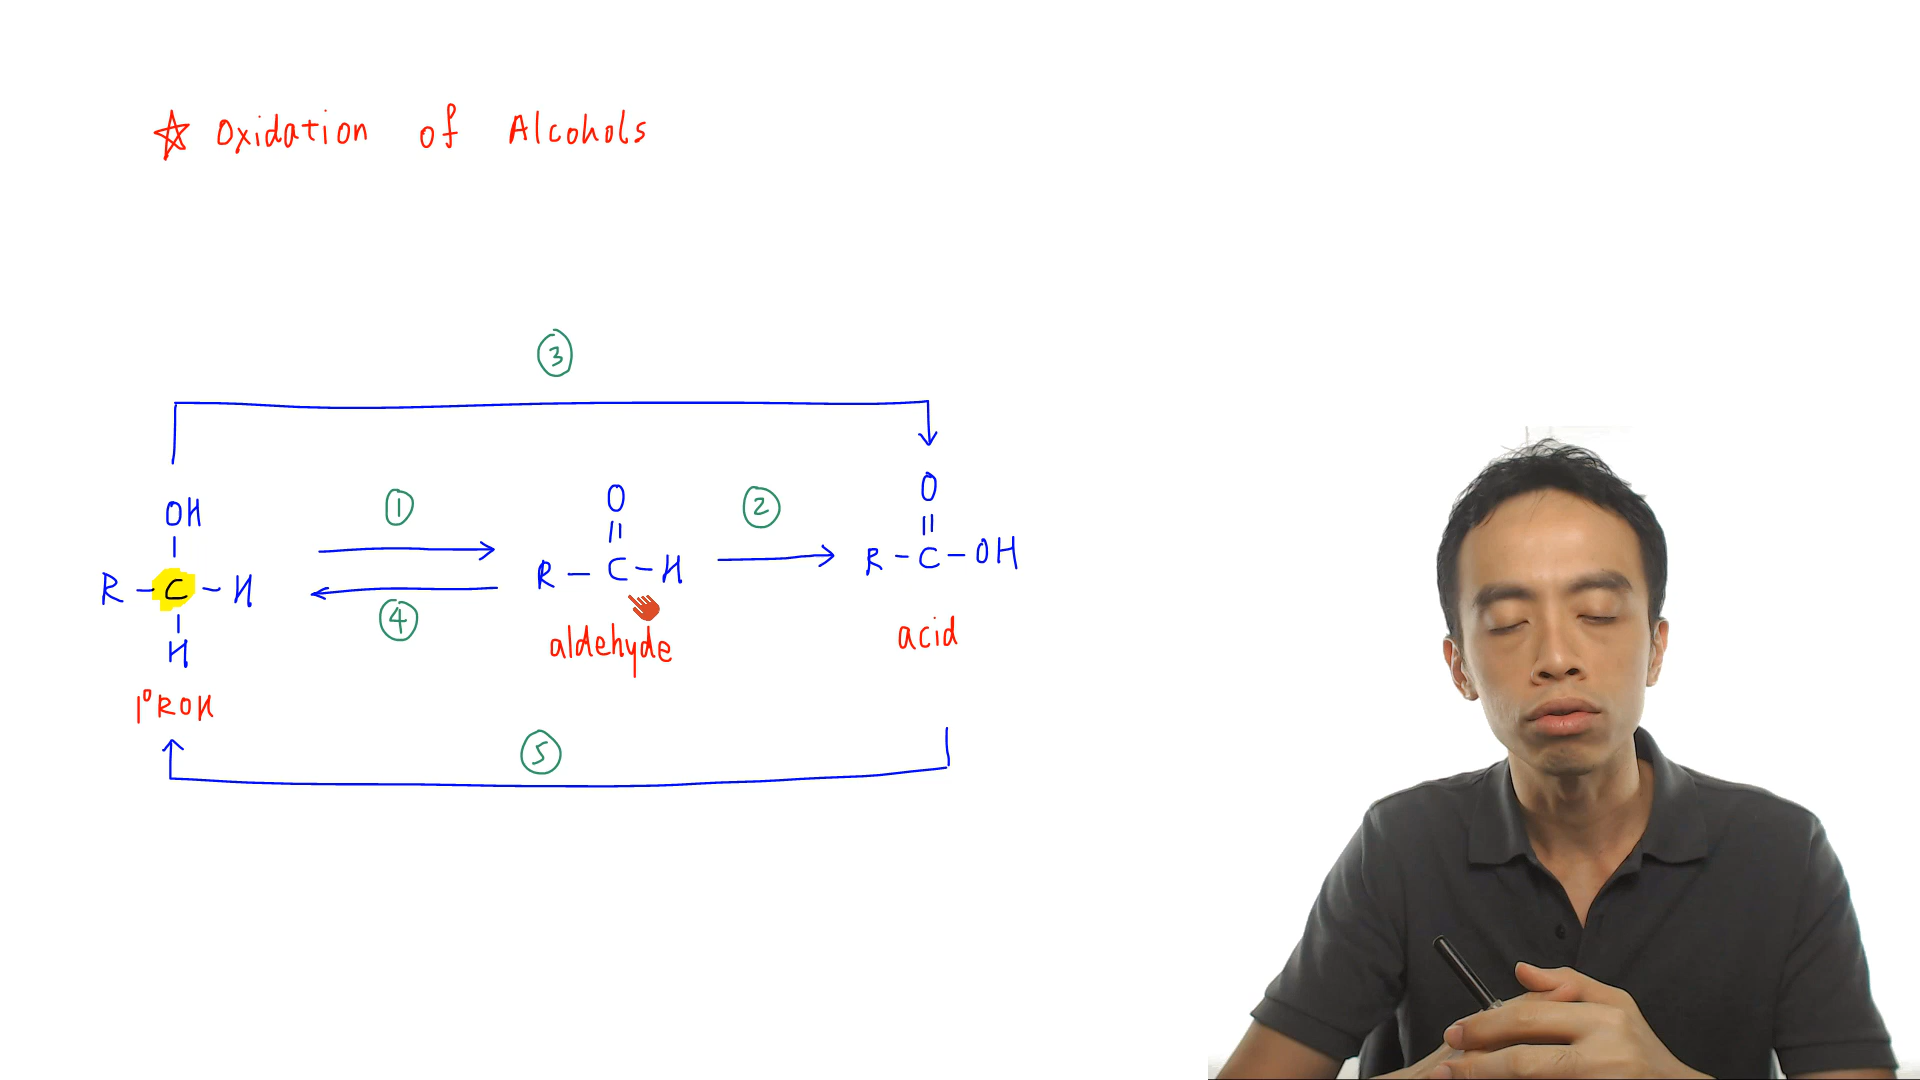 ☆ Oxidation of Alcohols
③
OH
R - C - H
H
1° ROH
①
④
O
R - C - H
aldehyde
②
O
R - C - OH
acid
⑤